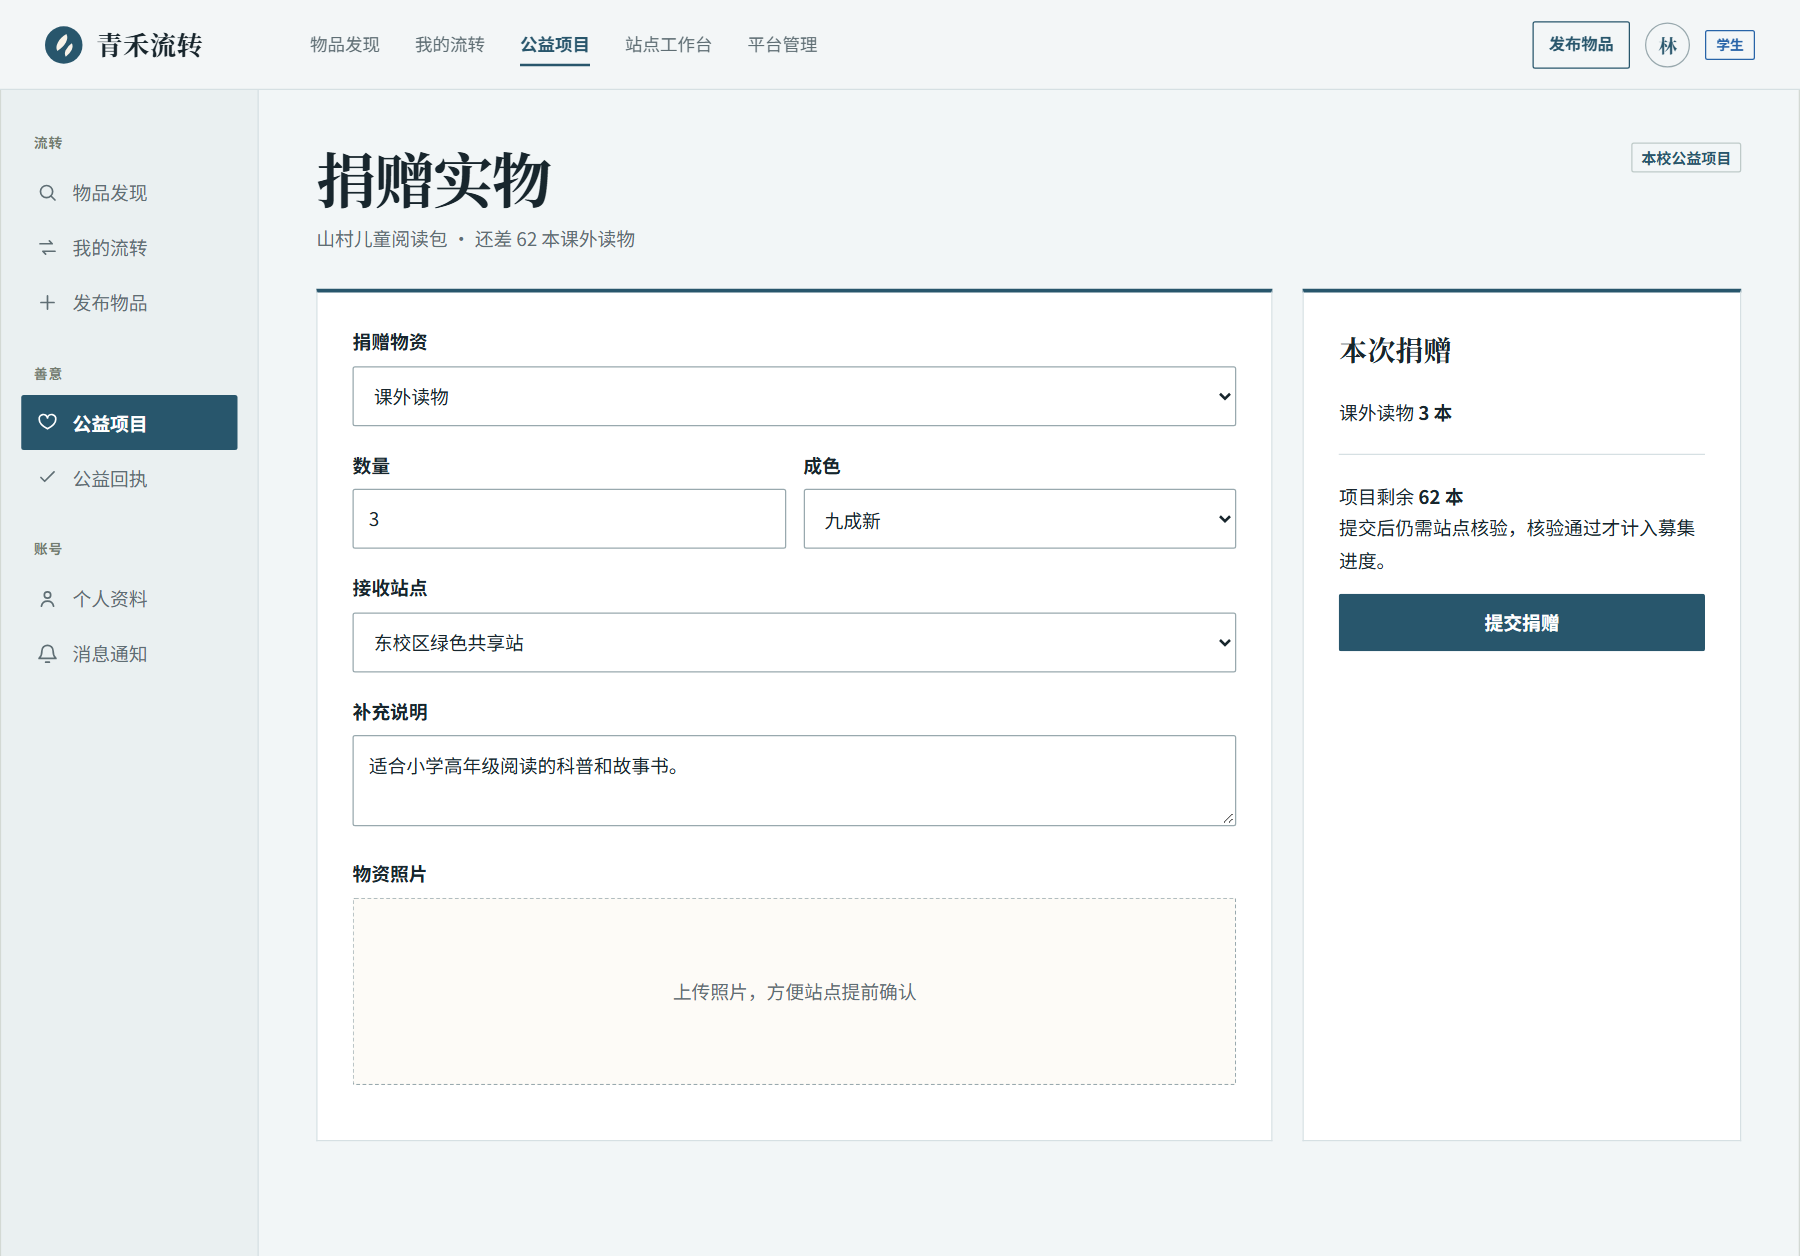 青禾流转
物品发现
我的流转
公益项目
站点工作台
平台管理
发布物品
林
学生
流转
物品发现
我的流转
发布物品
善意
公益项目
公益回执
账号
个人资料
消息通知
捐赠实物
山村儿童阅读包 · 还差 62 本课外读物
本校公益项目
捐赠物资
课外读物
数量
成色
3
九成新
接收站点
东校区绿色共享站
补充说明
适合小学高年级阅读的科普和故事书。
物资照片
上传照片，方便站点提前确认
本次捐赠
课外读物 3 本
项目剩余 62 本
提交后仍需站点核验，核验通过才计入募集
进度。
提交捐赠